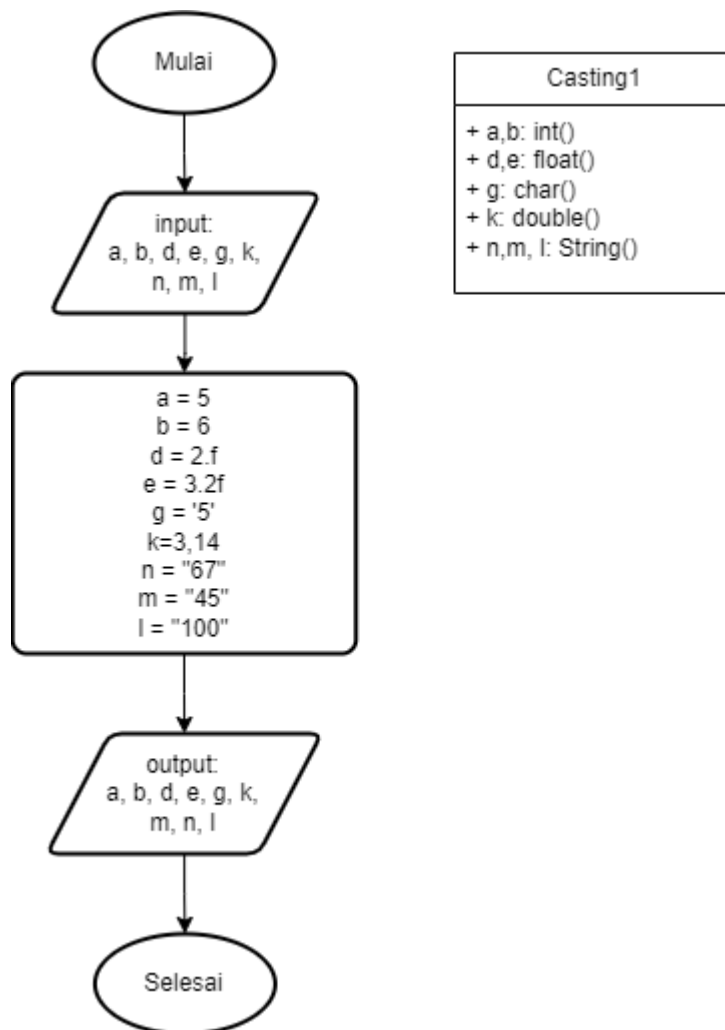 Mulai
input:
a, b, d, e, g, k,
n, m, l
a = 5
b = 6
d = 2.f
e = 3.2f
g = '5'
k=3,14
n = "67"
m = "45"
l = "100"
output:
a, b, d, e, g, k,
m, n, l
Selesai
Casting1
+ a,b: int()
+ d,e: float()
+ g: char()
+ k: double()
+ n,m, l: String()